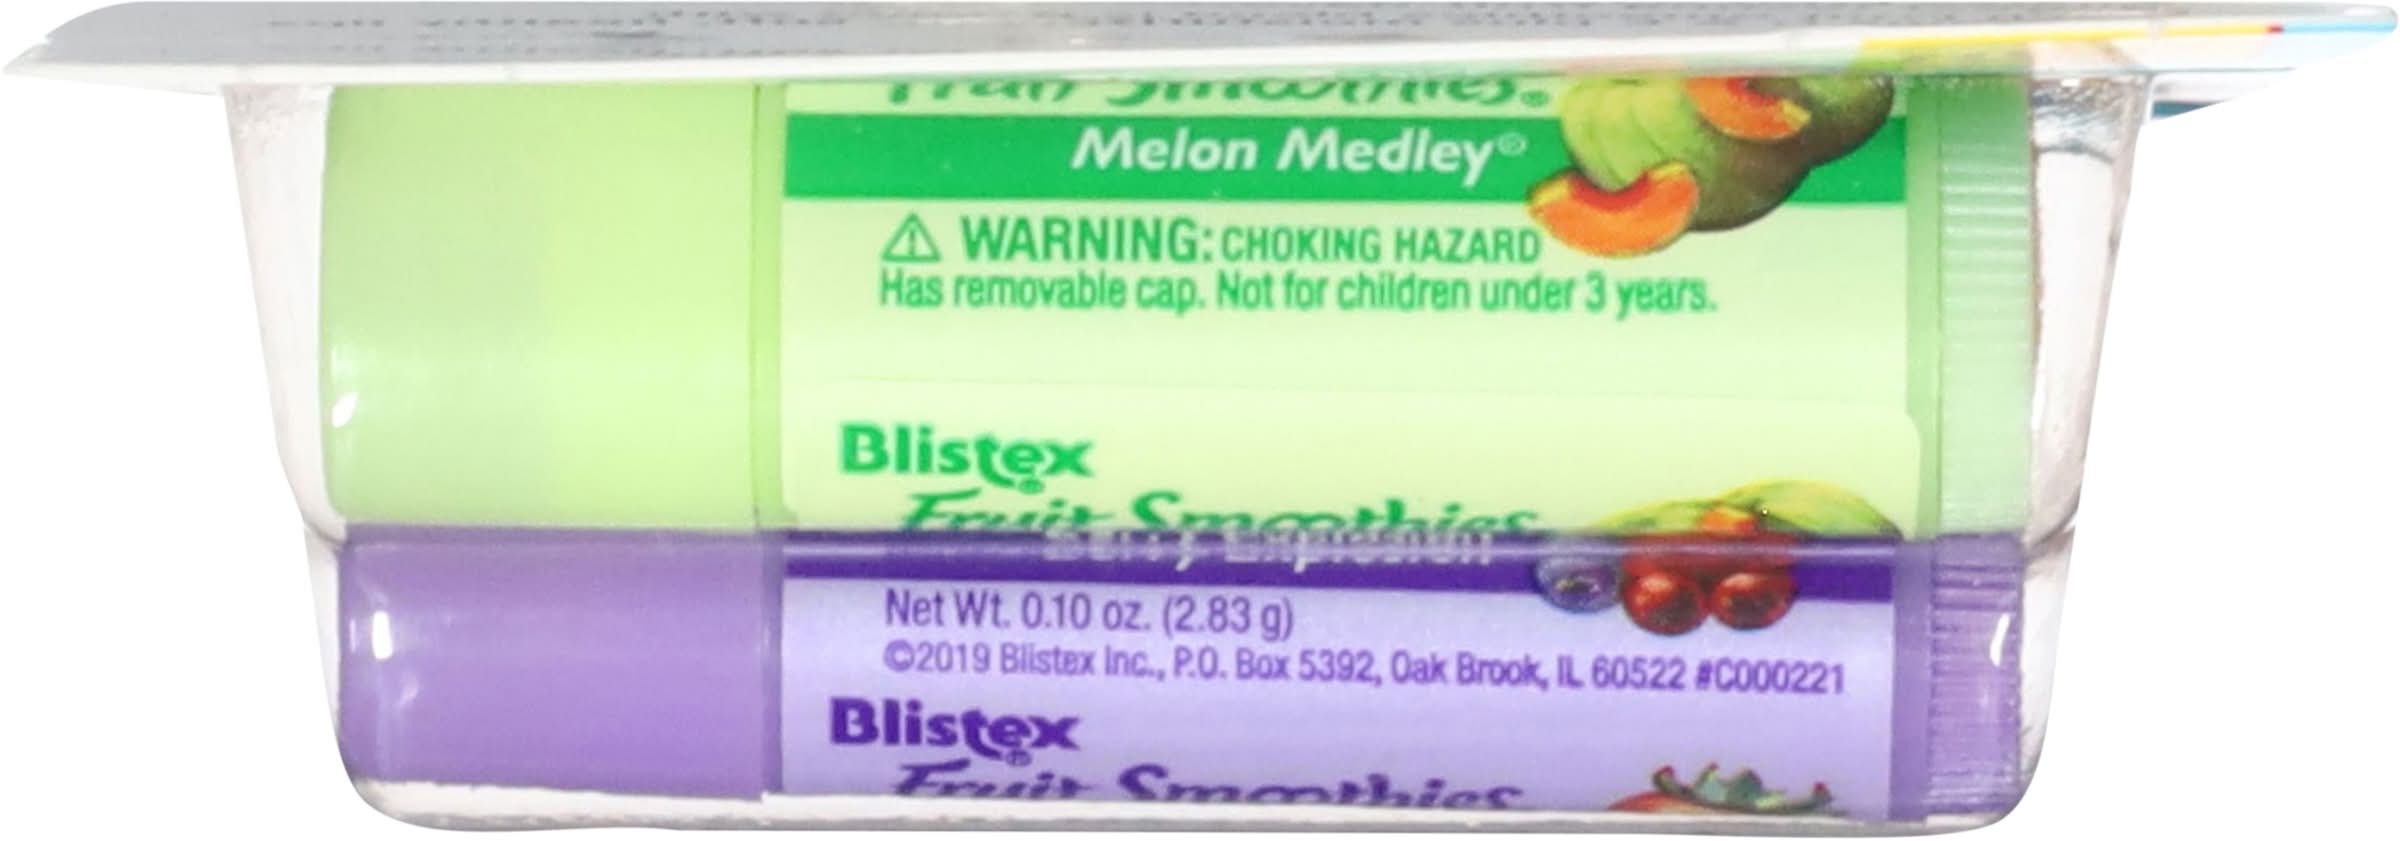 Fruit Smoothies®
Melon Medley®
⚠ WARNING: CHOKING HAZARD
Has removable cap. Not for children under 3 years.
Blistex®
Fruit Smoothies
Berry Explosion
Net Wt. 0.10 oz. (2.83 g)
©2019 Blistex Inc., P.O. Box 5392, Oak Brook, IL 60522 #C000221
Blistex®
Fruit Smoothies